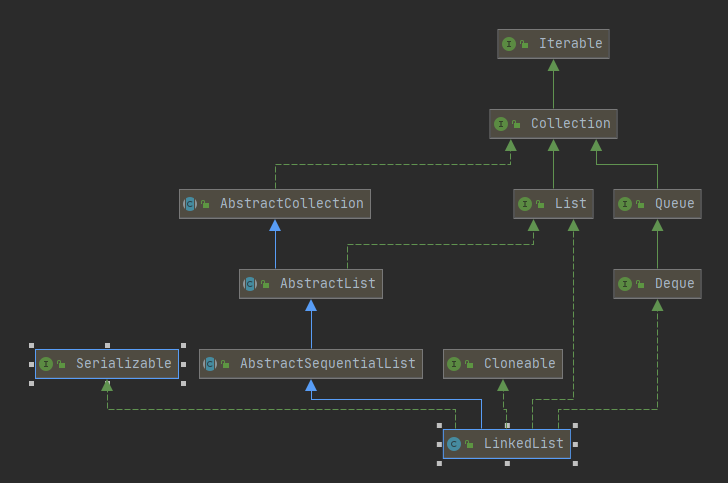 Iterable
Collection
AbstractCollection
List
Queue
AbstractList
Deque
Serializable
AbstractSequentialList
Cloneable
LinkedList